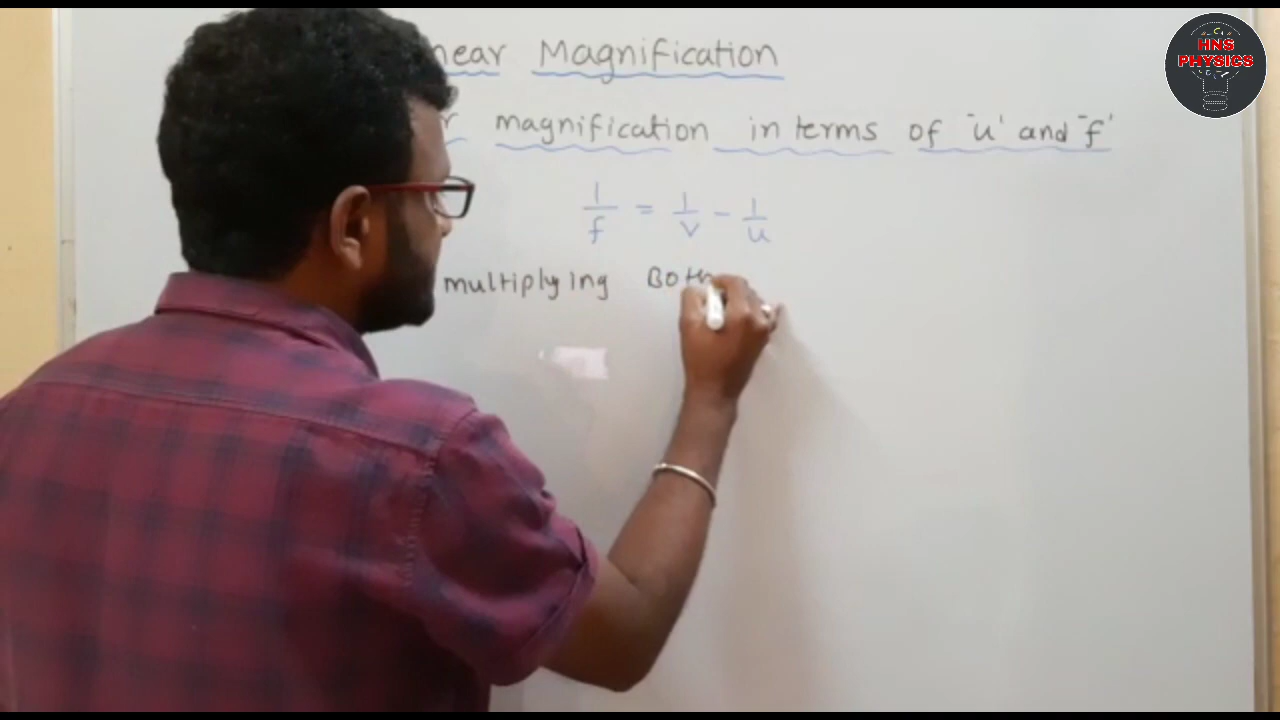 near Magnification
HNS
PHYSICS
magnification in terms of 'u' and 'f'
1/f = 1/v - 1/u
multiplying Both